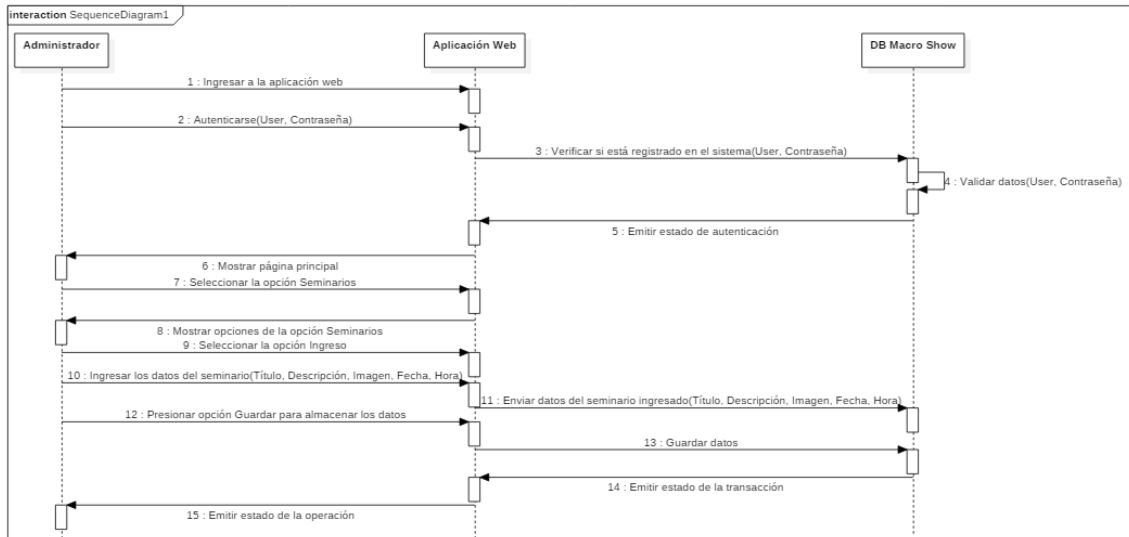 interaction SequenceDiagram1
Administrador
Aplicación Web
DB Macro Show
1 : Ingresar a la aplicación web
2 : Autenticarse(User, Contraseña)
3 : Verificar si está registrado en el sistema(User, Contraseña)
4 : Validar datos(User, Contraseña)
5 : Emitir estado de autenticación
6 : Mostrar página principal
7 : Seleccionar la opción Seminarios
8 : Mostrar opciones de la opción Seminarios
9 : Seleccionar la opción Ingreso
10 : Ingresar los datos del seminario(Título, Descripción, Imagen, Fecha, Hora)
11 : Enviar datos del seminario ingresado(Título, Descripción, Imagen, Fecha, Hora)
12 : Presionar opción Guardar para almacenar los datos
13 : Guardar datos
14 : Emitir estado de la transacción
15 : Emitir estado de la operación